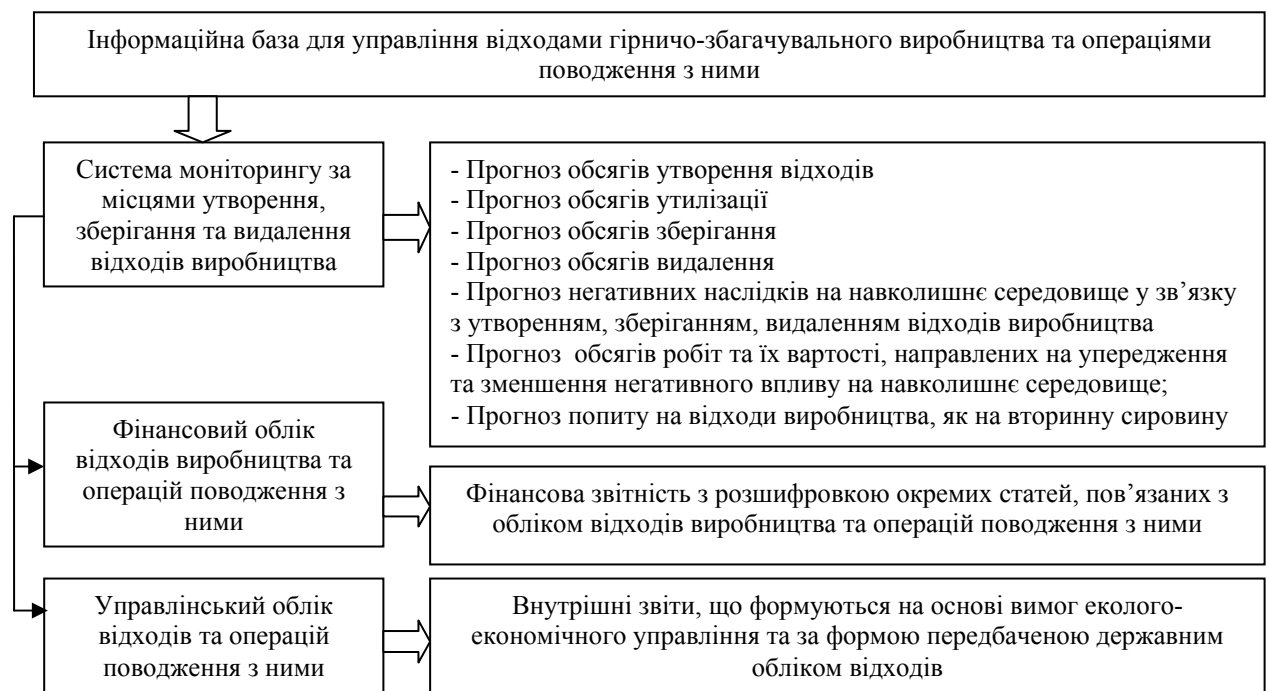 Інформаційна база для управління відходами гірничо-збагачувального виробництва та операціями
поводження з ними
Система моніторингу за
місцями утворення,
зберігання та видалення
відходів виробництва
- Прогноз обсягів утворення відходів
- Прогноз обсягів утилізації
- Прогноз обсягів зберігання
- Прогноз обсягів видалення
- Прогноз негативних наслідків на навколишнє середовище у зв’язку
з утворенням, зберіганням, видаленням відходів виробництва
- Прогноз обсягів робіт та їх вартості, направлених на упередження
та зменшення негативного впливу на навколишнє середовище;
- Прогноз попиту на відходи виробництва, як на вторинну сировину
Фінансовий облік
відходів виробництва та
операцій поводження з
ними
Фінансова звітність з розшифровкою окремих статей, пов’язаних з
обліком відходів виробництва та операцій поводження з ними
Управлінський облік
відходів та операцій
поводження з ними
Внутрішні звіти, що формуються на основі вимог еколого-
економічного управління та за формою передбаченою державним
обліком відходів